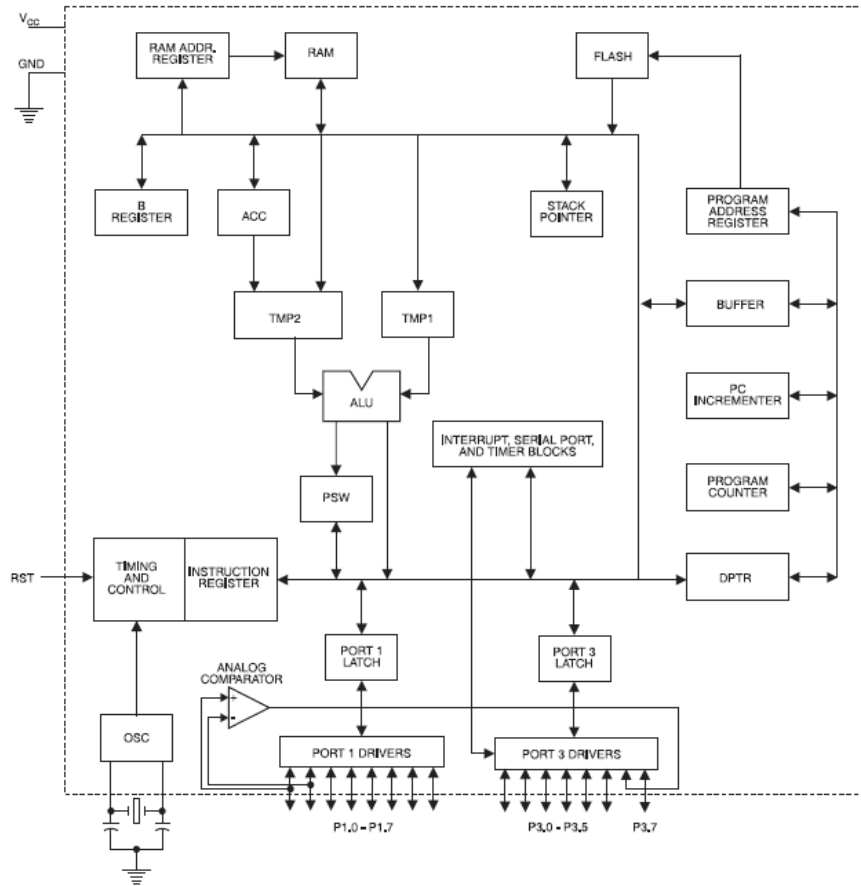 VCC
GND
RAM ADDR.
REGISTER
RAM
FLASH
B
REGISTER
ACC
STACK
POINTER
PROGRAM
ADDRESS
REGISTER
TMP2
TMP1
BUFFER
ALU
PC
INCREMENTER
INTERRUPT, SERIAL PORT,
AND TIMER BLOCKS
PSW
PROGRAM
COUNTER
RST
TIMING
AND
CONTROL
INSTRUCTION
REGISTER
DPTR
PORT 1
LATCH
PORT 3
LATCH
ANALOG
COMPARATOR
+
-
OSC
PORT 1 DRIVERS
PORT 3 DRIVERS
P1.0 - P1.7
P3.0 - P3.5
P3.7